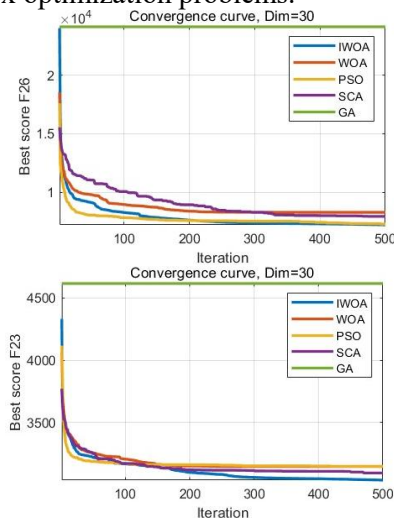 x optimization problems.
×10⁴
Convergence curve, Dim=30
2
1.5
1
Best score F26
IWOA
WOA
PSO
SCA
GA
100 200 300 400 500
Iteration
Convergence curve, Dim=30
4500
4000
3500
Best score F23
IWOA
WOA
PSO
SCA
GA
100 200 300 400 500
Iteration